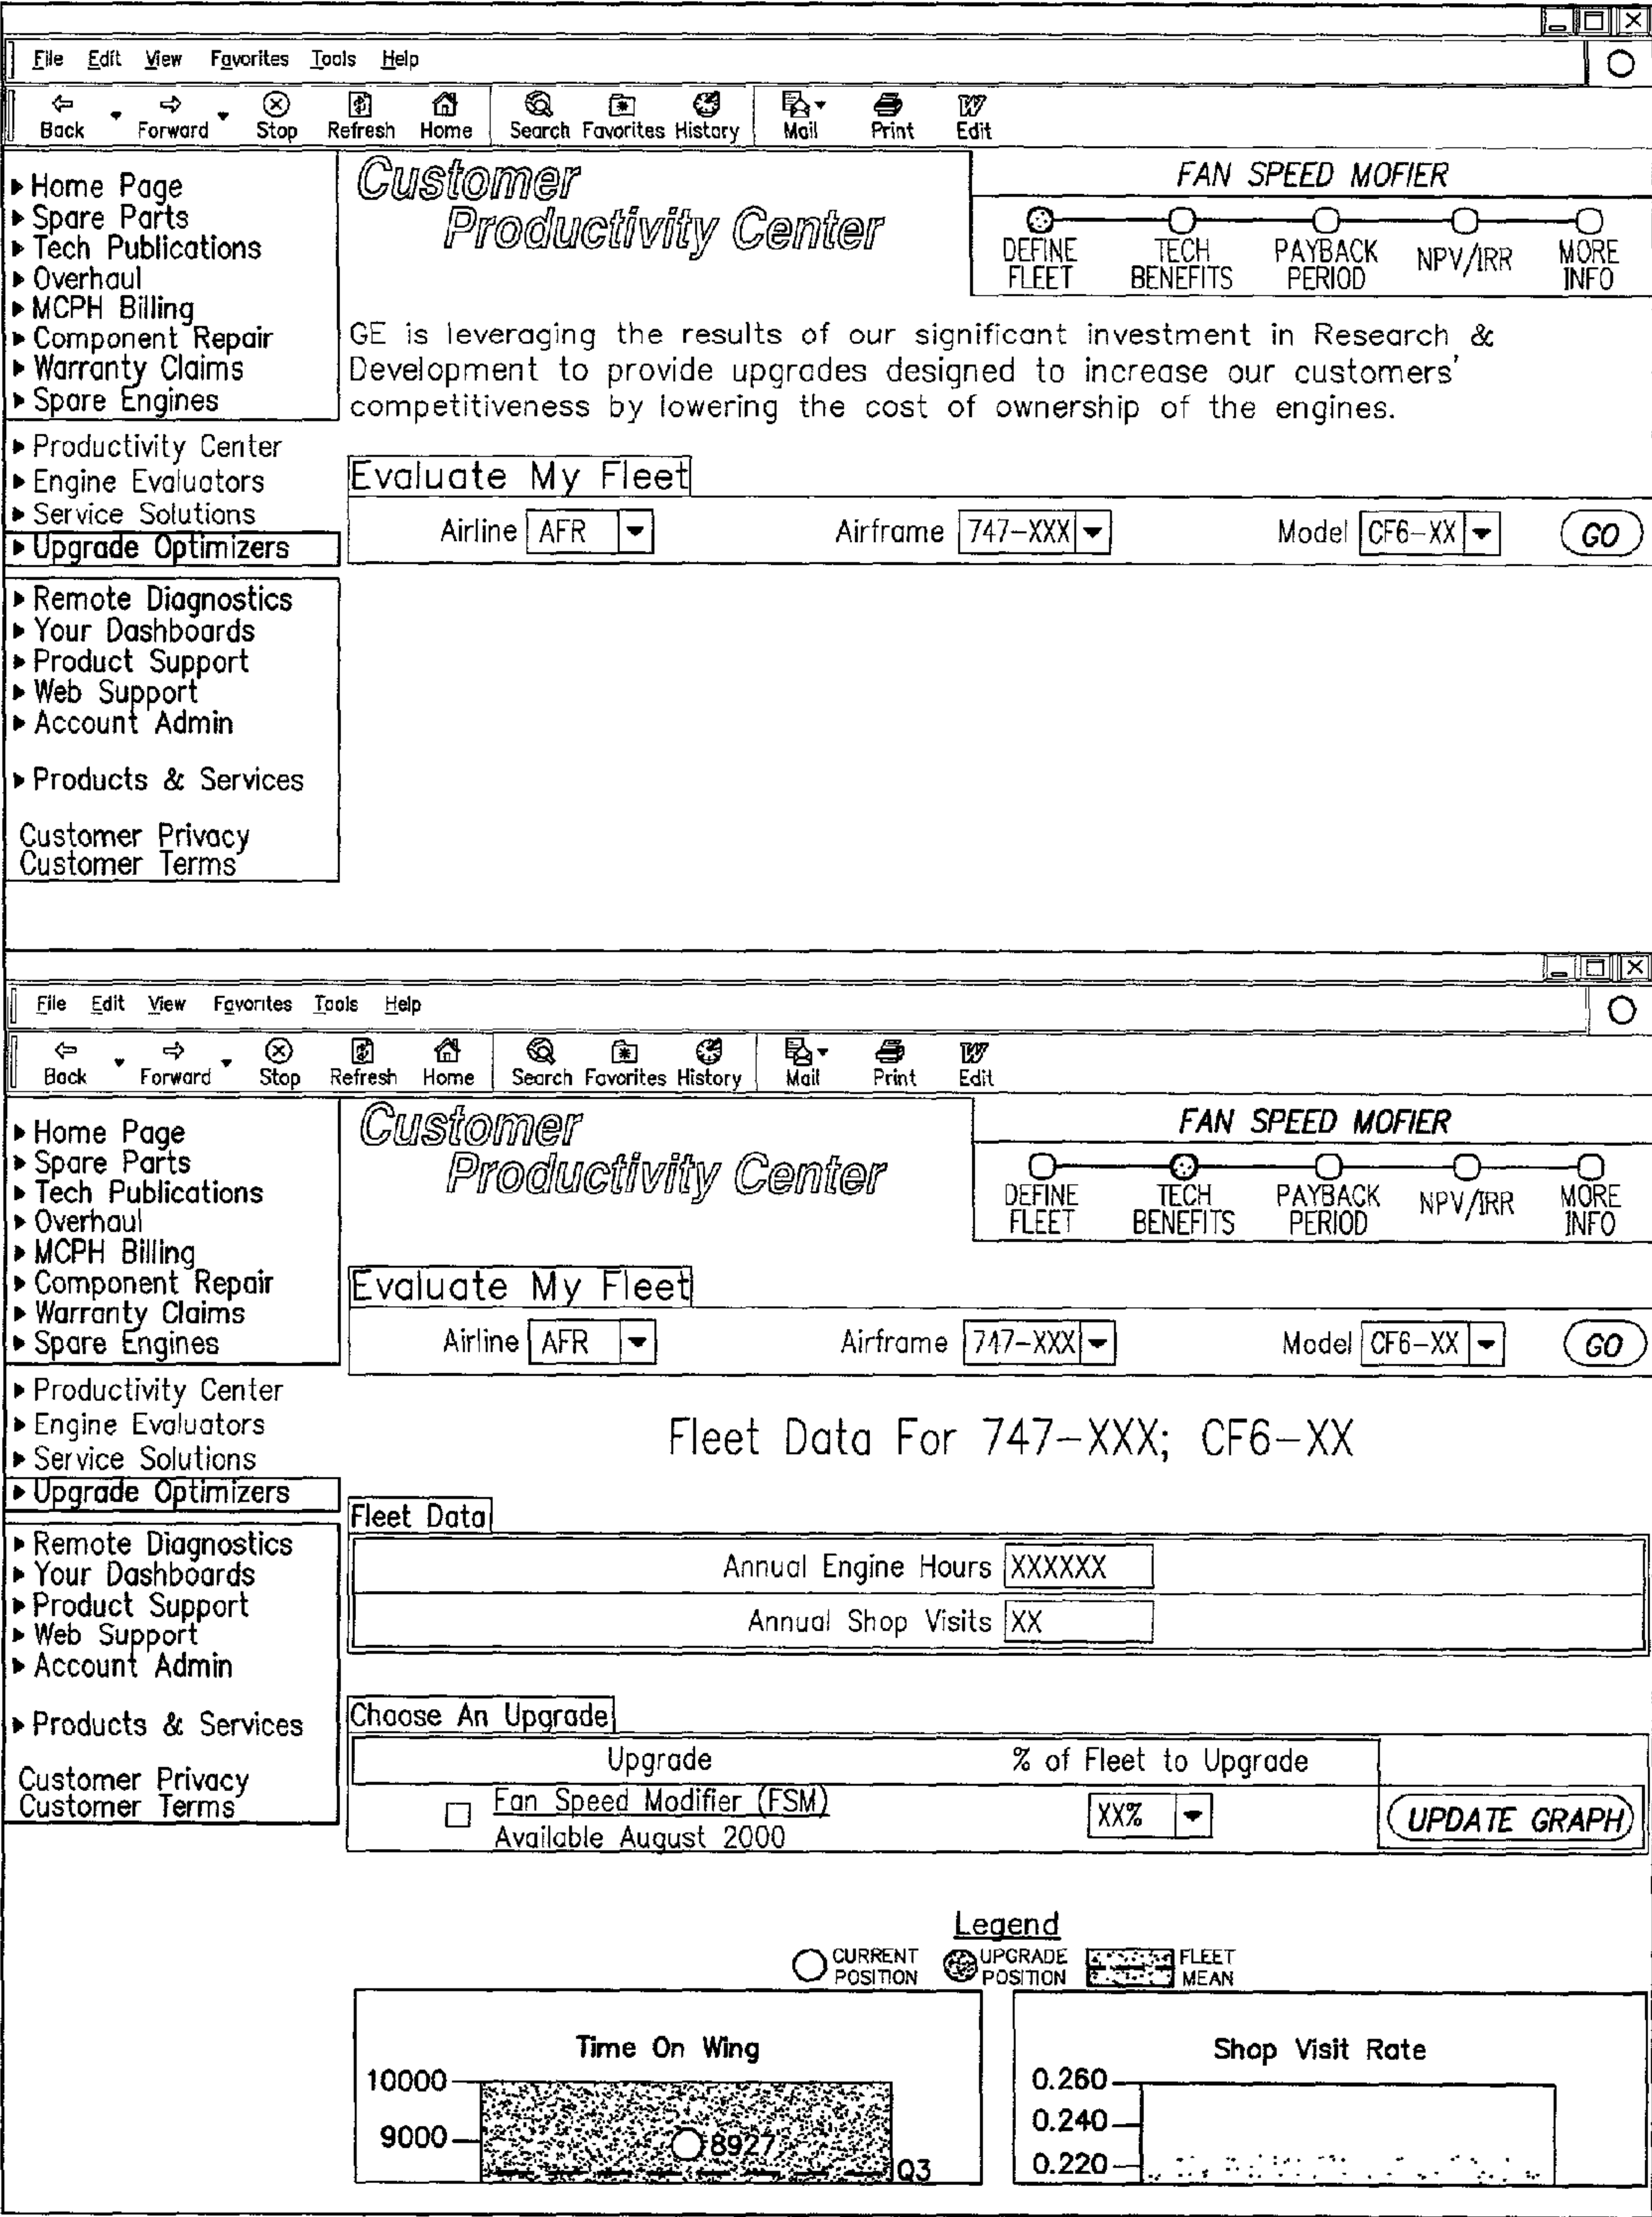 File Edit View Favorites Tools Help
Back Forward Stop Refresh Home Search Favorites History Mail Print Edit
Home Page
Spare Parts
Tech Publications
Overhaul
MCPH Billing
Component Repair
Warranty Claims
Spare Engines
Productivity Center
Engine Evaluators
Service Solutions
Upgrade Optimizers
Remote Diagnostics
Your Dashboards
Product Support
Web Support
Account Admin
Products & Services
Customer Privacy
Customer Terms
Customer
Productivity Center
FAN SPEED MOFIER
DEFINE FLEET
TECH BENEFITS
PAYBACK PERIOD
NPV/IRR
MORE INFO
GE is leveraging the results of our significant investment in Research &
Development to provide upgrades designed to increase our customers'
competitiveness by lowering the cost of ownership of the engines.
Evaluate My Fleet
Airline AFR Airframe 747-XXX Model CF6-XX GO
File Edit View Favorites Tools Help
Back Forward Stop Refresh Home Search Favorites History Mail Print Edit
Home Page
Spare Parts
Tech Publications
Overhaul
MCPH Billing
Component Repair
Warranty Claims
Spare Engines
Productivity Center
Engine Evaluators
Service Solutions
Upgrade Optimizers
Remote Diagnostics
Your Dashboards
Product Support
Web Support
Account Admin
Products & Services
Customer Privacy
Customer Terms
Customer
Productivity Center
FAN SPEED MOFIER
DEFINE FLEET
TECH BENEFITS
PAYBACK PERIOD
NPV/IRR
MORE INFO
Evaluate My Fleet
Airline AFR Airframe 747-XXX Model CF6-XX GO
Fleet Data For 747-XXX; CF6-XX
Fleet Data
Annual Engine Hours XXXXXX
Annual Shop Visits XX
Choose An Upgrade
Upgrade % of Fleet to Upgrade
Fan Speed Modifier (FSM)
Available August 2000
XX%
UPDATE GRAPH
Legend
CURRENT POSITION
UPGRADE POSITION
FLEET MEAN
Time On Wing
10000
9000
8927
Q3
Shop Visit Rate
0.260
0.240
0.220